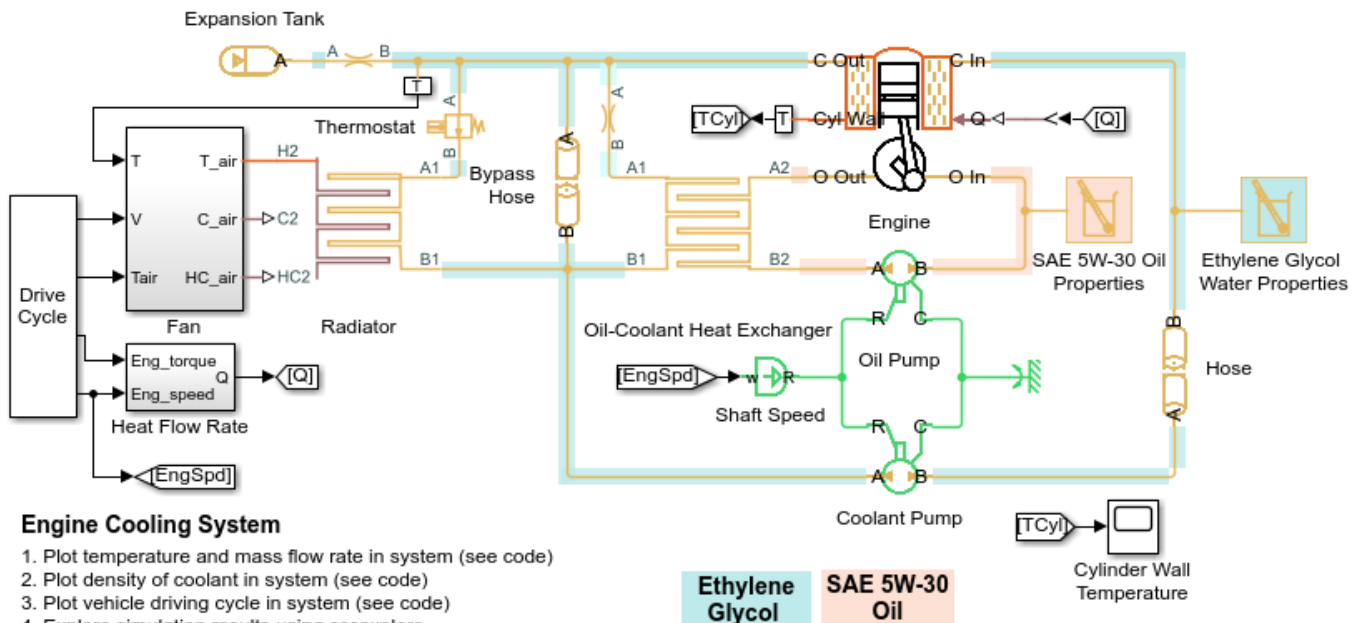 Expansion Tank
A
A
B
C Out
C In
T
A
A
[TCyl]
T
Cyl Wall
Q
[Q]
Thermostat
B
A
B
T
T_air
H2
A1
Bypass
Hose
A1
A2
O Out
O In
V
C_air
C2
Engine
B
Tair
HC_air
HC2
B1
B1
B2
A
B
SAE 5W-30 Oil
Properties
Ethylene Glycol
Water Properties
Drive
Cycle
Fan
Radiator
Oil-Coolant Heat Exchanger
R
C
B
Eng_torque
Q
Eng_speed
[Q]
[EngSpd]
w
R
Oil Pump
Hose
Heat Flow Rate
Shaft Speed
R
C
A
[EngSpd]
A
B
Coolant Pump
[TCyl]
Cylinder Wall
Temperature
Engine Cooling System
1. Plot temperature and mass flow rate in system (see code)
2. Plot density of coolant in system (see code)
3. Plot vehicle driving cycle in system (see code)
Ethylene
Glycol
SAE 5W-30
Oil